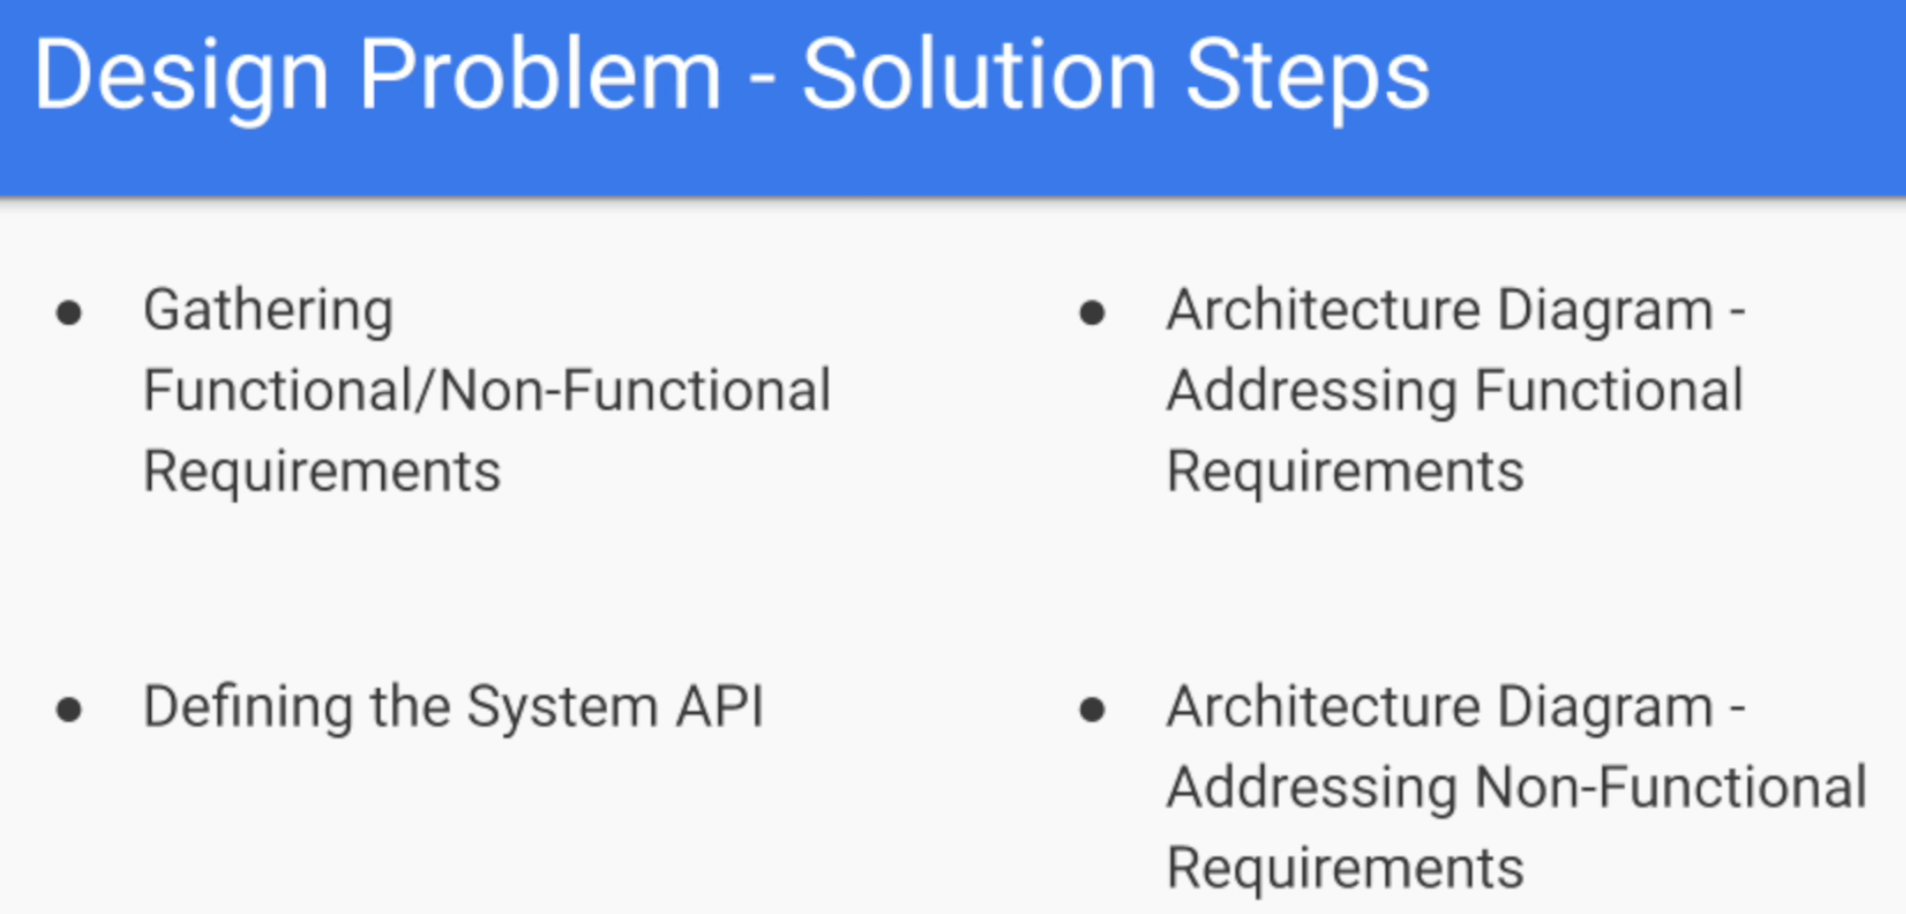 Design Problem - Solution Steps
Gathering
Functional/Non-Functional
Requirements
Defining the System API
Architecture Diagram -
Addressing Functional
Requirements
Architecture Diagram -
Addressing Non-Functional
Requirements